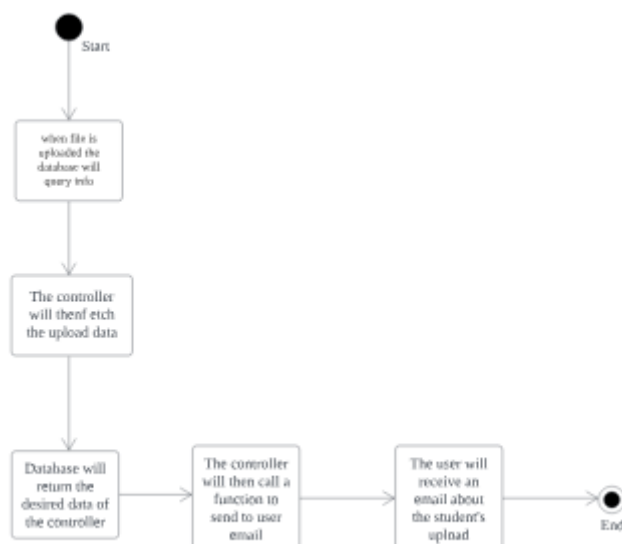 Start
when file is
uploaded the
database will
query info
The controller
will thenf etch
the upload data
Database will
return the
desired data of
the controller
The controller
will then call a
function to
send to user
email
The user will
receive an
email about
the student's
upload
End